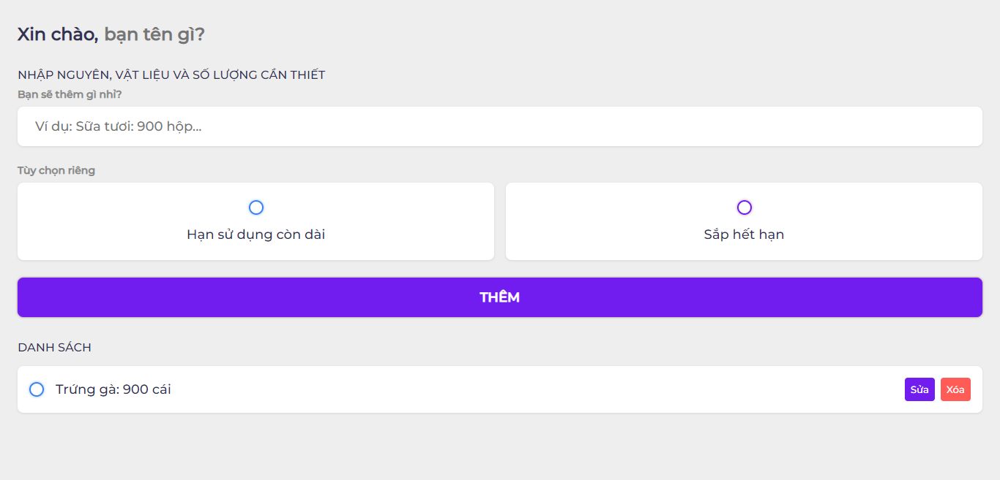 Xin chào, bạn tên gì?
NHẬP NGUYÊN, VẬT LIỆU VÀ SỐ LƯỢNG CẦN THIẾT
Bạn sẽ thêm gì nhỉ?
Ví dụ: Sữa tươi: 900 hộp...
Tùy chọn riêng
Hạn sử dụng còn dài
Sắp hết hạn
THÊM
DANH SÁCH
Trứng gà: 900 cái
Sửa
Xóa